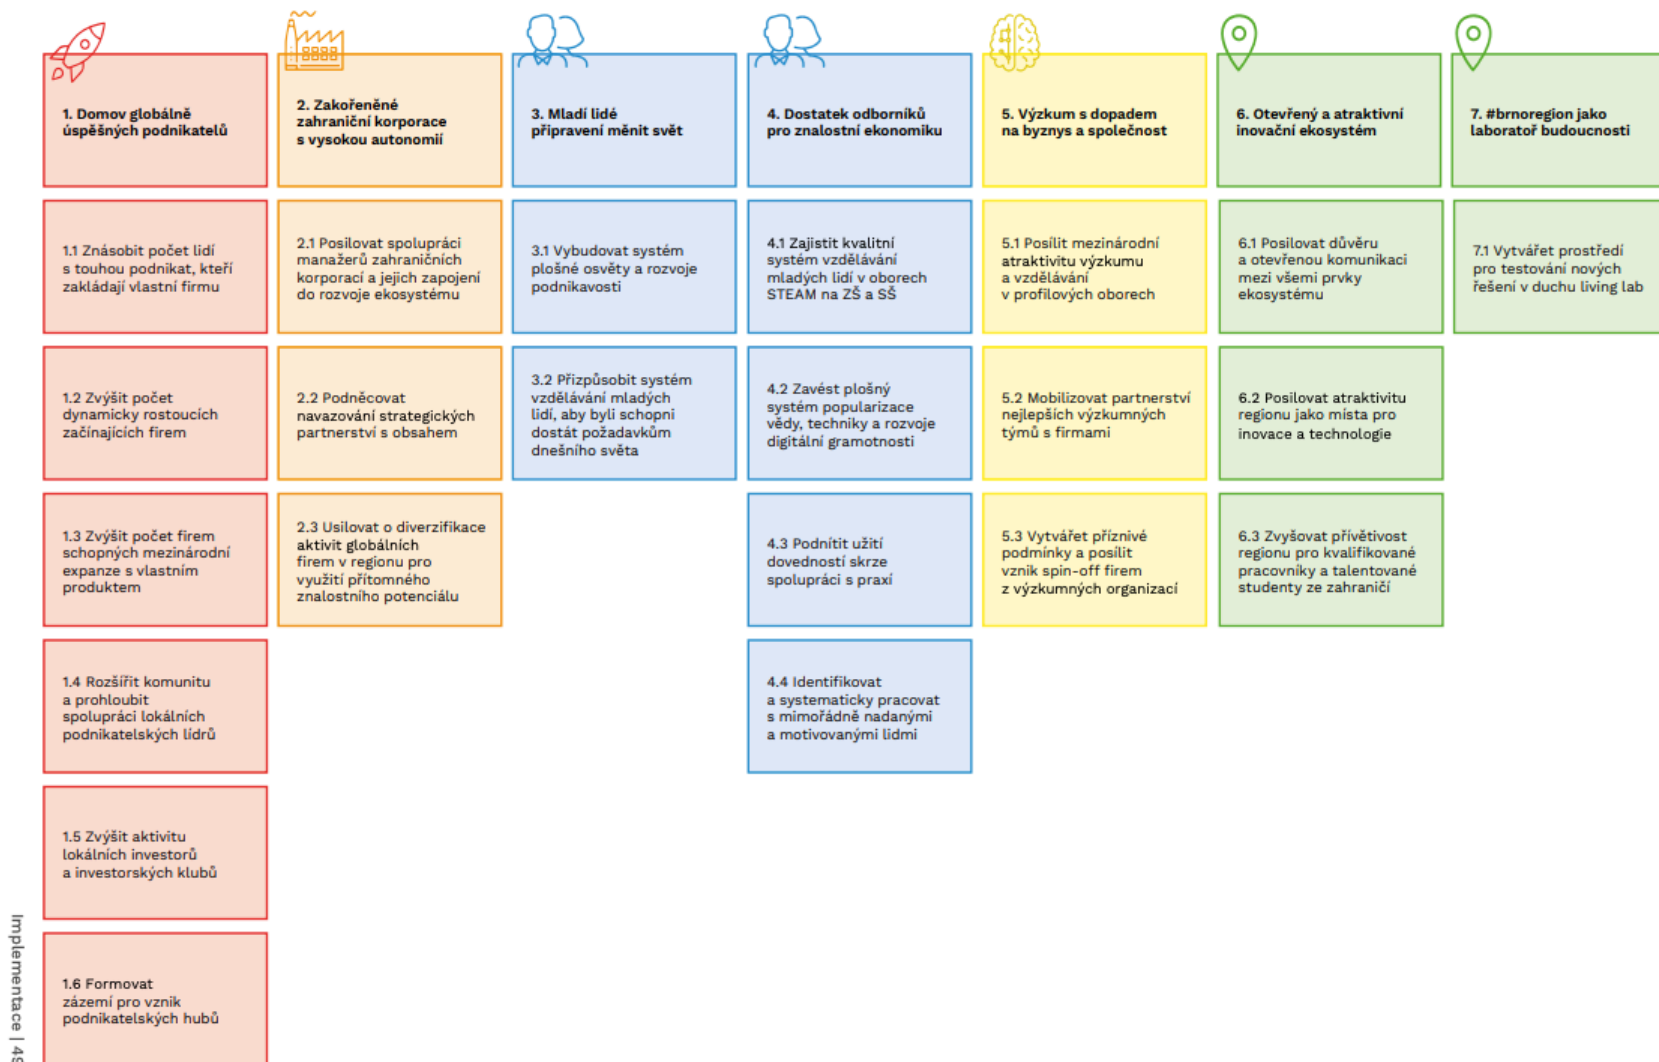 1. Domov globálně
úspěšných podnikatelů
2. Zakořeněné
zahraniční korporace
s vysokou autonomií
3. Mladí lidé
připravení měnit svět
4. Dostatek odborníků
pro znalostní ekonomiku
5. Výzkum s dopadem
na byznys a společnost
6. Otevřený a atraktivní
inovační ekosystém
7. #brnoregion jako
laboratoř budoucnosti
1.1 Znásobit počet lidí
s touhou podnikat, kteří
zakládají vlastní firmu
2.1 Posilovat spolupráci
manažerů zahraničních
korporací a jejich zapojení
do rozvoje ekosystému
3.1 Vybudovat systém
plošné osvěty a rozvoje
podnikavosti
4.1 Zajistit kvalitní
systém vzdělávání
mladých lidí v oborech
STEAM na ZŠ a SŠ
5.1 Posílit mezinárodní
atraktivitu výzkumu
a vzdělávání
v profilových oborech
6.1 Posilovat důvěru
a otevřenou komunikaci
mezi všemi prvky
ekosystému
7.1 Vytvářet prostředí
pro testování nových
řešení v duchu living lab
1.2 Zvýšit počet
dynamicky rostoucích
začínajících firem
2.2 Podněcovat
navazování strategických
partnerství s obsahem
3.2 Přizpůsobit systém
vzdělávání mladých
lidí, aby byli schopni
dostát požadavkům
dnešního světa
4.2 Zavést plošný
systém popularizace
vědy, techniky a rozvoje
digitální gramotnosti
5.2 Mobilizovat partnerství
nejlepších výzkumných
týmů s firmami
6.2 Posilovat atraktivitu
regionu jako místa pro
inovace a technologie
1.3 Zvýšit počet firem
schopných mezinárodní
expanze s vlastním
produktem
2.3 Usilovat o diverzifikace
aktivit globálních
firem v regionu pro
využití přítomného
znalostního potenciálu
4.3 Podnítit užití
dovedností skrze
spolupráci s praxí
5.3 Vytvářet příznivé
podmínky a posílit
vznik spin-off firem
z výzkumných organizací
6.3 Zvyšovat přívětivost
regionu pro kvalifikované
pracovníky a talentované
studenty ze zahraničí
1.4 Rozšířit komunitu
a prohloubit
spolupráci lokálních
podnikatelských lídrů
4.4 Identifikovat
a systematicky pracovat
s mimořádně nadanými
a motivovanými lidmi
1.5 Zvýšit aktivitu
lokálních investorů
a investorských klubů
1.6 Formovat
zázemí pro vznik
podnikatelských hubů
Implementace | 49